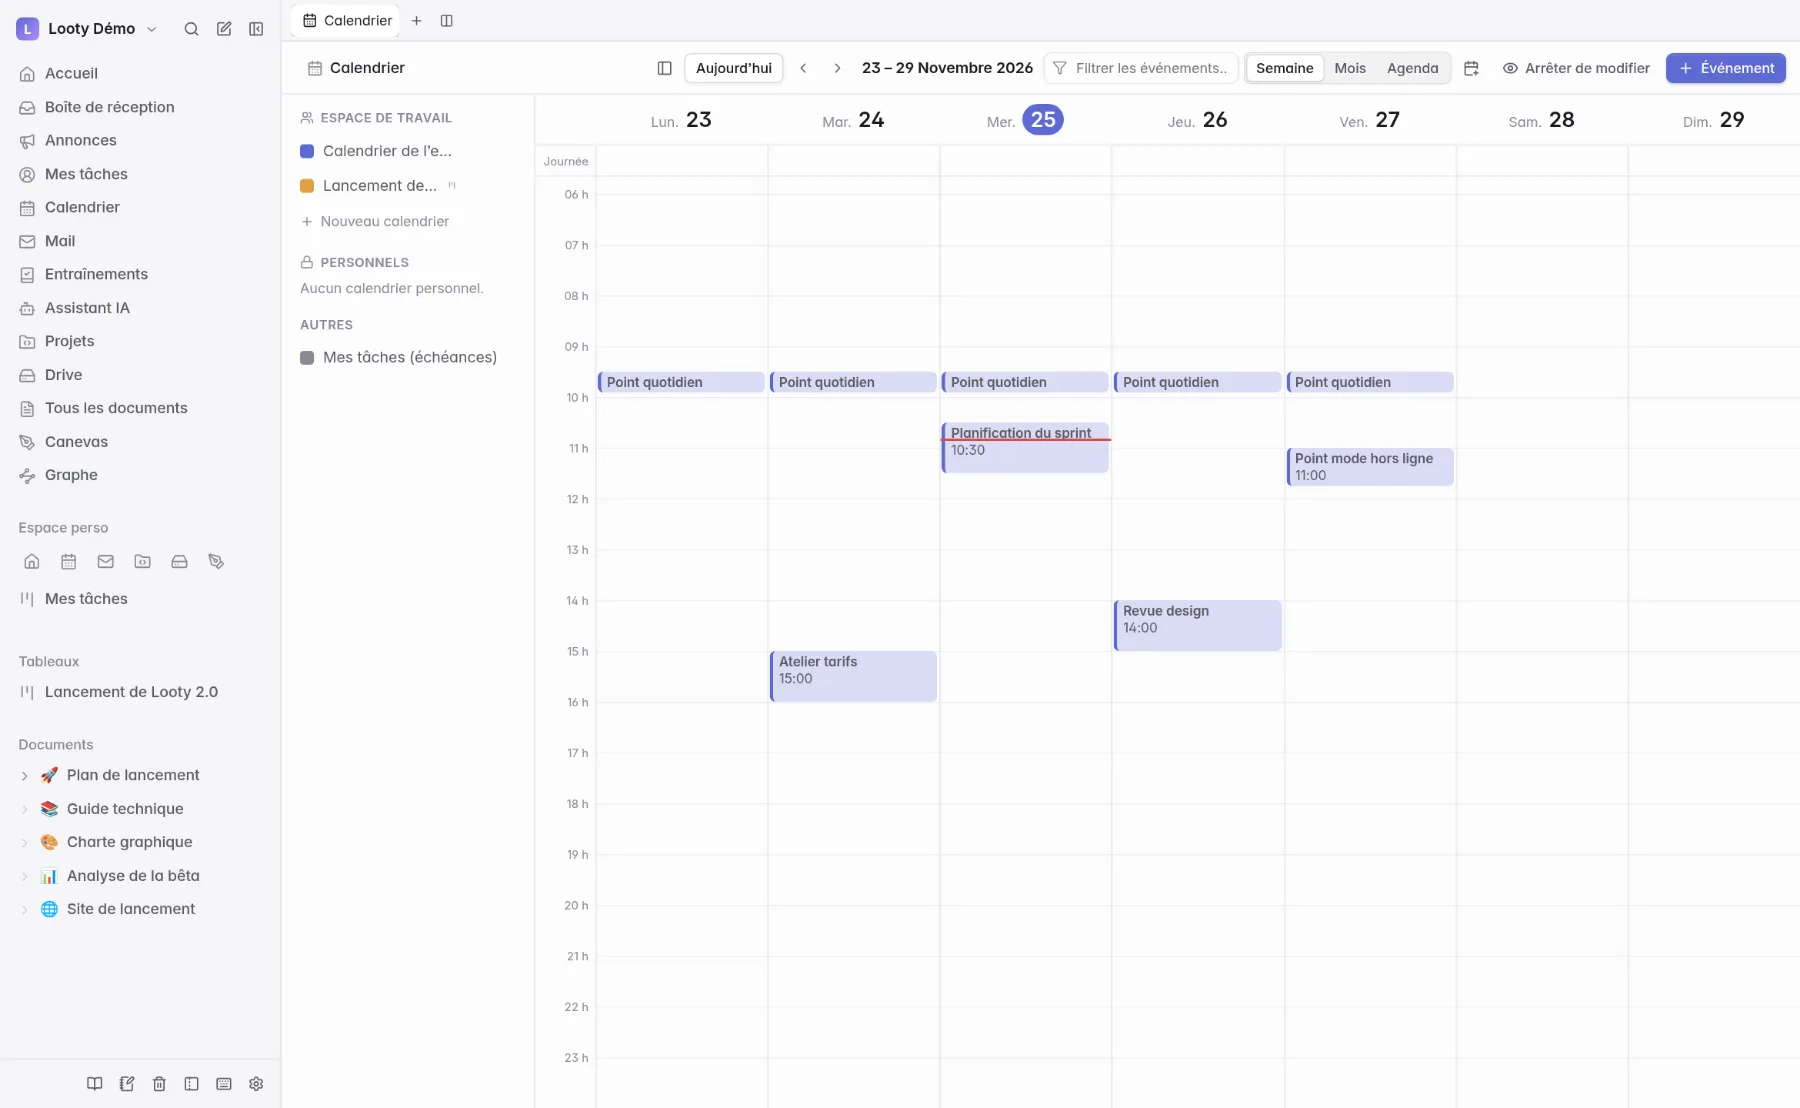 L Looty Démo
Accueil
Boîte de réception
Annonces
Mes tâches
Calendrier
Mail
Entraînements
Assistant IA
Projets
Drive
Tous les documents
Canevas
Graphe
Espace perso
Mes tâches
Tableaux
Lancement de Looty 2.0
Documents
Plan de lancement
Guide technique
Charte graphique
Analyse de la bêta
Site de lancement
Calendrier
Calendrier
Aujourd'hui
23 – 29 Novembre 2026
Filtrer les événements..
Semaine Mois Agenda
Arrêter de modifier
+ Événement
ESPACE DE TRAVAIL
Calendrier de l'e...
Lancement de...
+ Nouveau calendrier
PERSONNELS
Aucun calendrier personnel.
AUTRES
Mes tâches (échéances)
Lun. 23 Mar. 24 Mer. 25 Jeu. 26 Ven. 27 Sam. 28 Dim. 29
Journée
06 h
07 h
08 h
09 h
Point quotidien Point quotidien Point quotidien Point quotidien Point quotidien
10 h
Planification du sprint
10:30
11 h
Point mode hors ligne
11:00
12 h
13 h
14 h
Revue design
14:00
15 h
Atelier tarifs
15:00
16 h
17 h
18 h
19 h
20 h
21 h
22 h
23 h